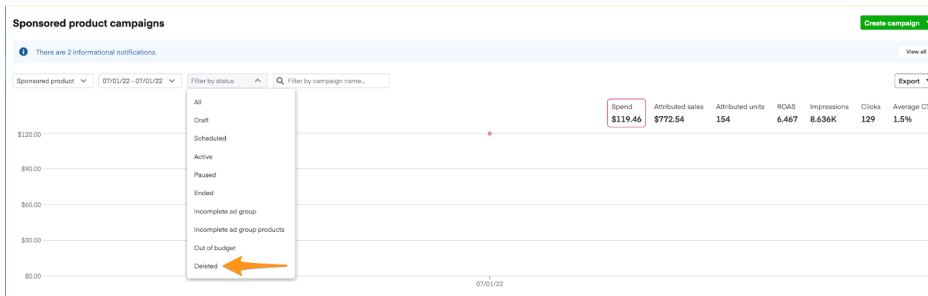 Sponsored product campaigns
Create campaign
There are 2 informational notifications.
View all
Sponsored product
07/01/22 - 07/01/22
Filter by status
Filter by campaign name...
Export
All
Draft
Scheduled
Active
Paused
Ended
Incomplete ad group
Incomplete ad group products
Out of budget
Deleted
Spend Attributed sales Attributed units ROAS Impressions Clicks Average CT
$119.46 $772.54 154 6.467 8.636K 129 1.5%
$120.00
$90.00
$60.00
$30.00
$0.00
07/01/22